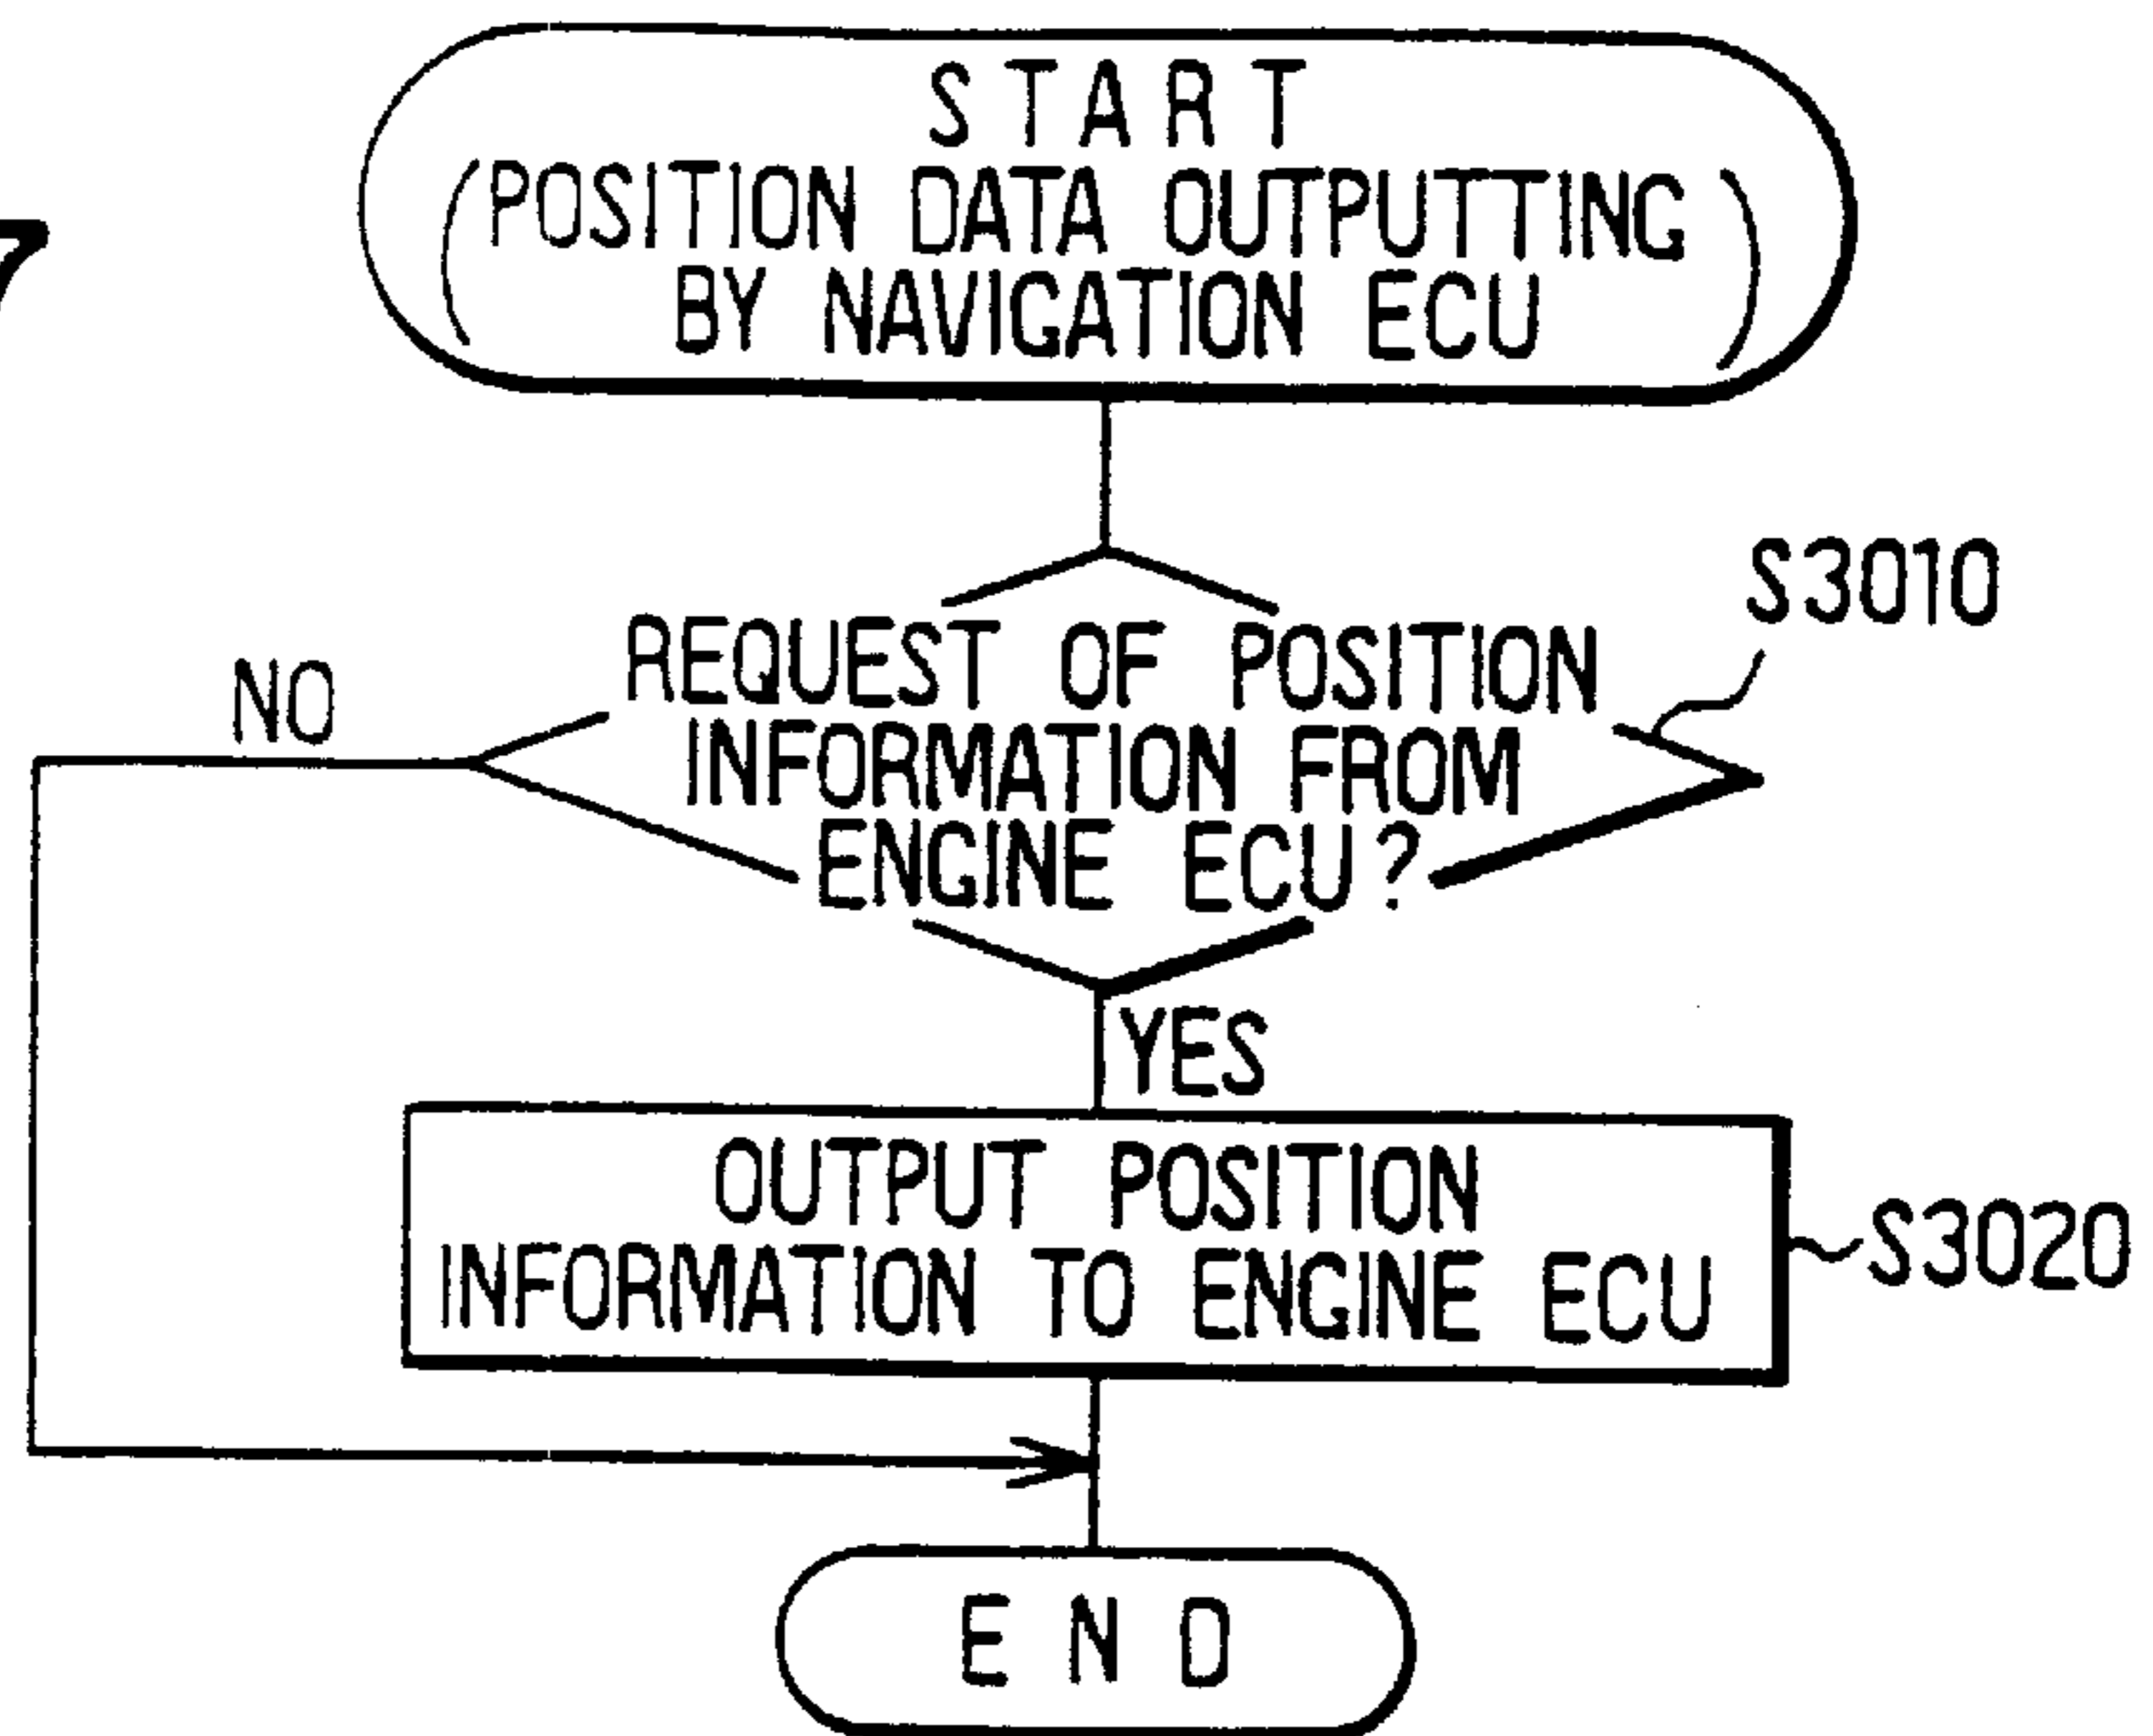 7
START
(POSITION DATA OUTPUTTING
BY NAVIGATION ECU)
S3010
REQUEST OF POSITION
INFORMATION FROM
ENGINE ECU?
NO
YES
OUTPUT POSITION
INFORMATION TO ENGINE ECU
S3020
END